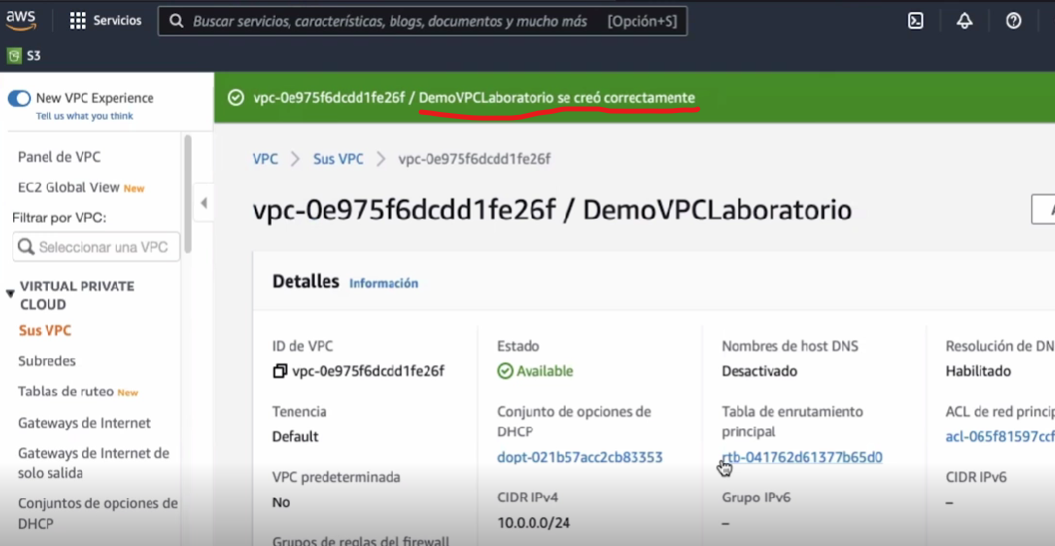 aws
Servicios
Buscar servicios, características, blogs, documentos y mucho más
[Opción+S]
S3
New VPC Experience
Tell us what you think
vpc-0e975f6dcdd1fe26f / DemoVPCLaboratorio se creó correctamente
Panel de VPC
EC2 Global View New
Filtrar por VPC:
Seleccionar una VPC
VIRTUAL PRIVATE
CLOUD
Sus VPC
Subredes
Tablas de ruteo New
Gateways de Internet
Gateways de Internet de
solo salida
Conjuntos de opciones de
DHCP
VPC > Sus VPC > vpc-0e975f6dcdd1fe26f
vpc-0e975f6dcdd1fe26f / DemoVPCLaboratorio
Detalles Información
ID de VPC
vpc-0e975f6dcdd1fe26f
Estado
Available
Nombres de host DNS
Desactivado
Resolución de DN
Habilitado
Tenencia
Default
Conjunto de opciones de
DHCP
dopt-021b57acc2cb83353
Tabla de enrutamiento
principal
rtb-041762d61377b65d0
ACL de red princip
acl-065f81597ccf
VPC predeterminada
No
CIDR IPv4
10.0.0.0/24
Grupo IPv6
–
CIDR IPv6
–
Grupos de reglas del firewall